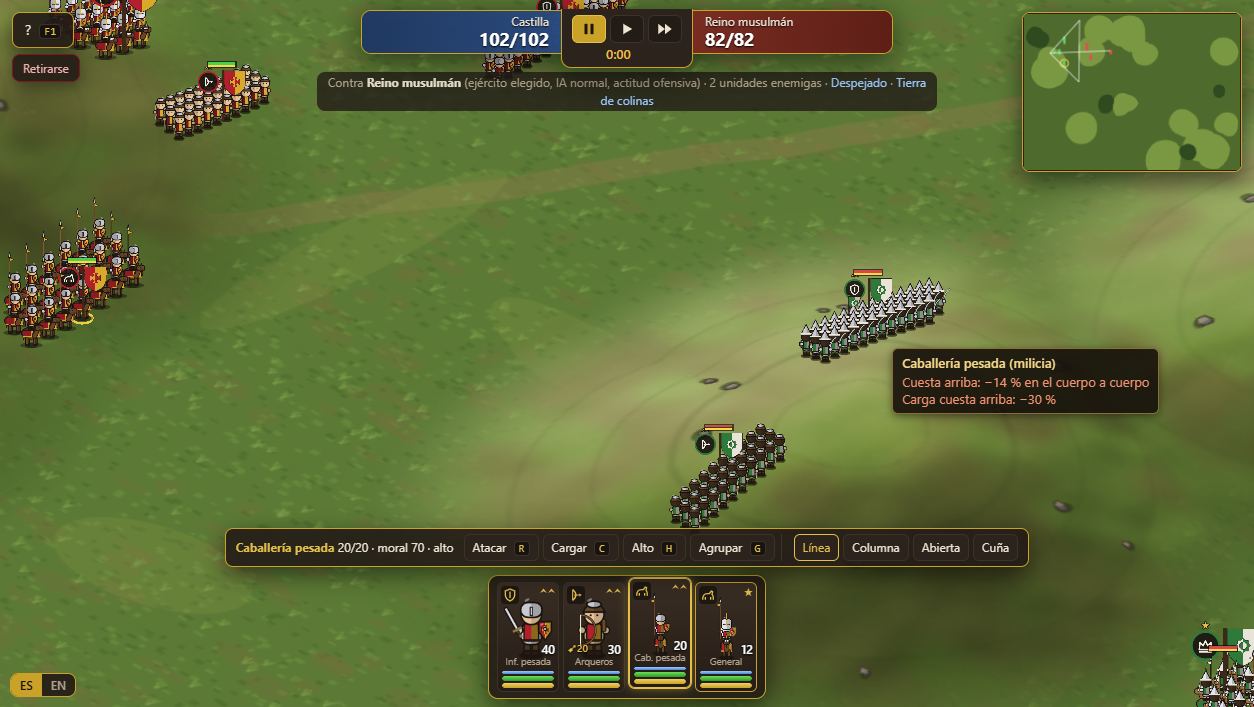 ? F1
Retirarse
Castilla
102/102
0:00
Reino musulmán
82/82
Contra Reino musulmán (ejército elegido, IA normal, actitud ofensiva) · 2 unidades enemigas · Despejado · Tierra
de colinas
Caballería pesada (milicia)
Cuesta arriba: −14 % en el cuerpo a cuerpo
Carga cuesta arriba: −30 %
Caballería pesada 20/20 · moral 70 · alto
Atacar R
Cargar C
Alto H
Agrupar G
Línea
Columna
Abierta
Cuña
40
Inf. pesada
20
30
Arqueros
20
Cab. pesada
12
General
ES EN